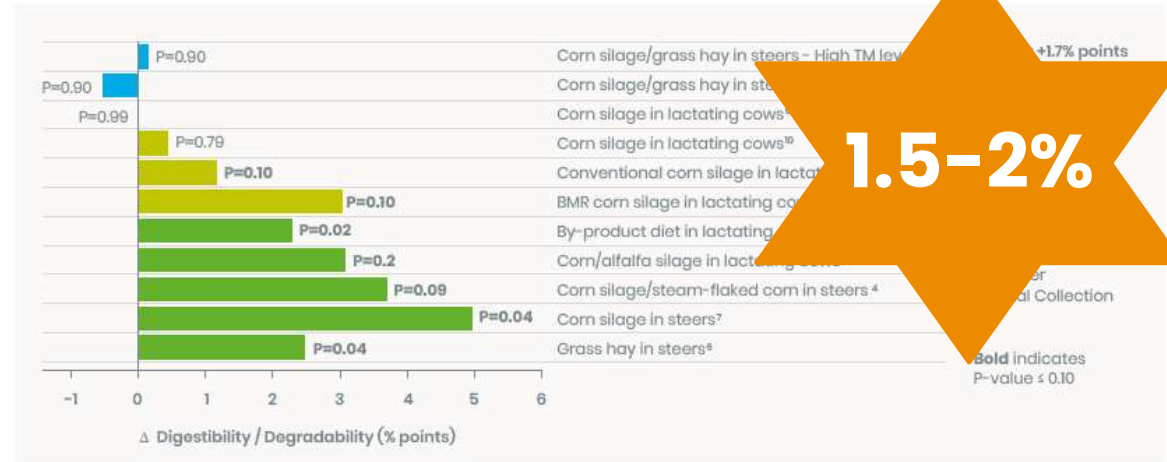 P=0.90 Corn silage/grass hay in steers - High TM +1.7% points
P=0.90 Corn silage/grass hay in
P=0.99 Corn silage in lactating cows
P=0.79 Corn silage in lactating cows¹⁰
P=0.10 Conventional corn silage in
P=0.10 BMR corn silage in lactating
P=0.02 By-product diet in lactating
P=0.2 Corn/alfalfa silage in
P=0.09 Corn silage/steam-flaked corn in steers ⁴
P=0.04 Corn silage in steers⁷
P=0.04 Grass hay in steers⁶
1.5-2%
Collection
Bold indicates
P-value ≤ 0.10
-1 0 1 2 3 4 5 6
Δ Digestibility / Degradability (% points)